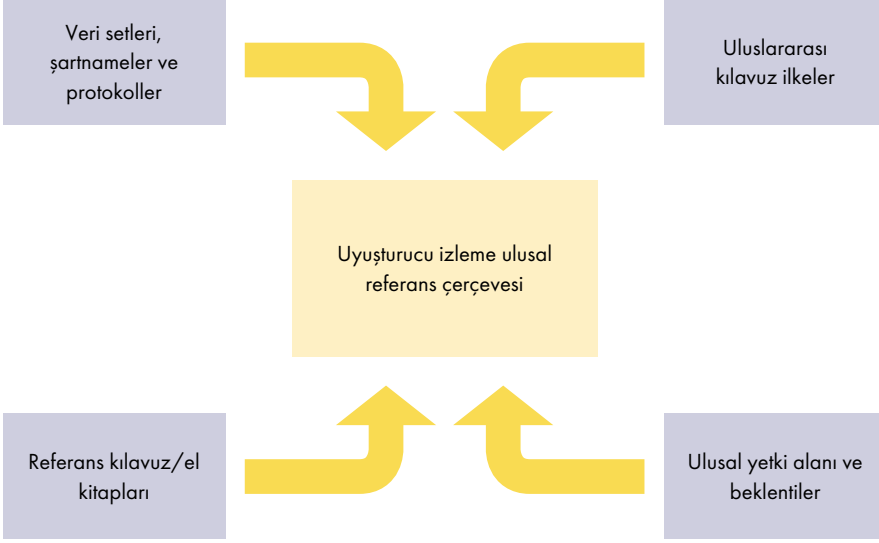 Veri setleri,
şartnameler ve
protokoller
Uluslararası
kılavuz ilkeler
Uyuşturucu izleme ulusal
referans çerçevesi
Referans kılavuz/el
kitapları
Ulusal yetki alanı ve
beklentiler